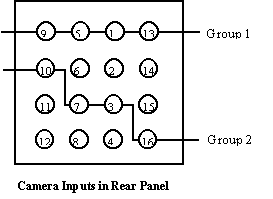 9 5 1 13 Group 1
10 6 2 14
11 7 3 15
12 8 4 16 Group 2
Camera Inputs in Rear Panel